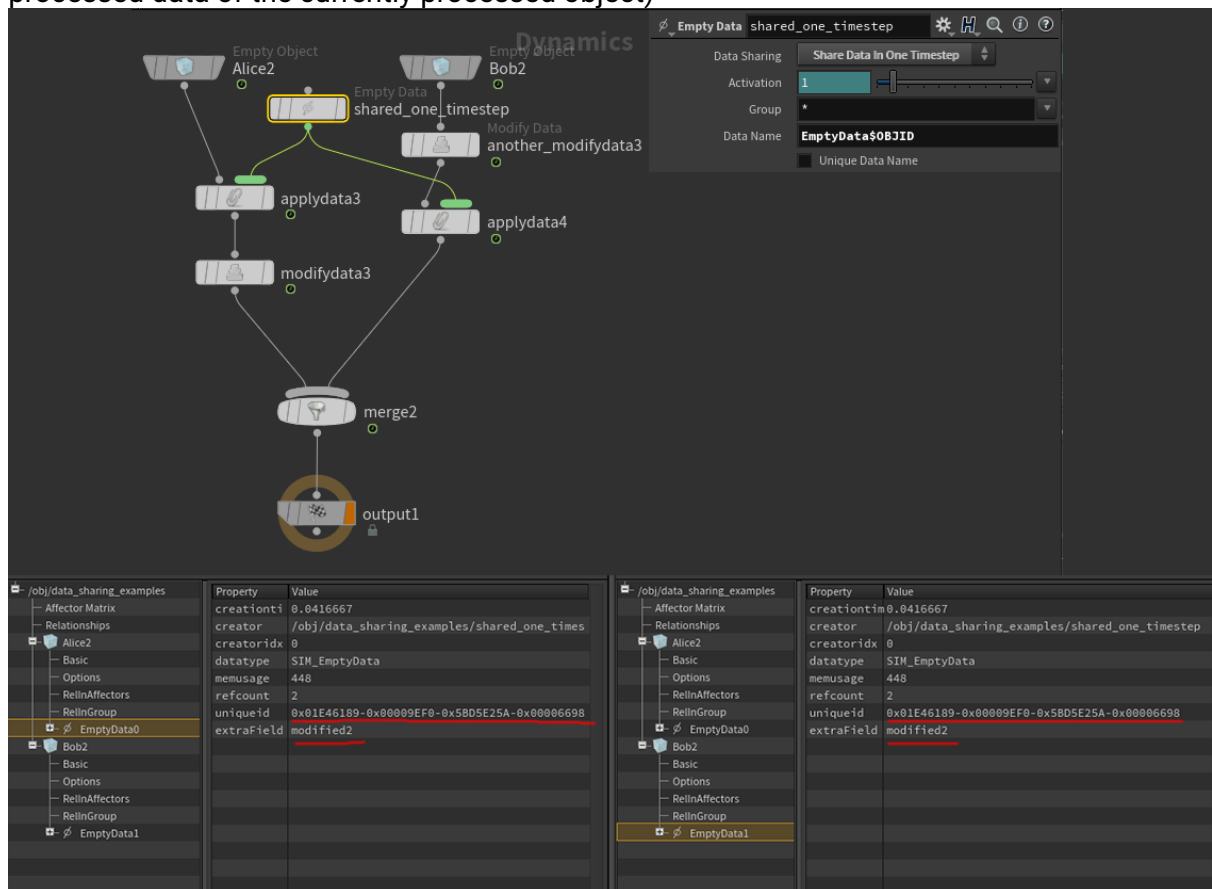 processed data of the currently processed object)
Dynamics
Empty Object
Alice2
Empty Object
Bob2
Empty Data
shared_one_timestep
Modify Data
another_modifydata3
applydata3
applydata4
modifydata3
merge2
output1
Empty Data shared_one_timestep
Data Sharing Share Data In One Timestep
Activation 1
Group *
Data Name EmptyData$OBJID
Unique Data Name
/obj/data_sharing_examples
Affector Matrix
Relationships
Alice2
Basic
Options
RelInAffectors
RelInGroup
EmptyData0
Bob2
Basic
Options
RelInAffectors
RelInGroup
EmptyData1
Property Value
creationti 0.0416667
creator /obj/data_sharing_examples/shared_one_times
creatoridx 0
datatype SIM_EmptyData
memusage 448
refcount 2
uniqueid 0x01E46189-0x00009EF0-0x5BD5E25A-0x00006698
extraField modified2
/obj/data_sharing_examples
Affector Matrix
Relationships
Alice2
Basic
Options
RelInAffectors
RelInGroup
EmptyData0
Bob2
Basic
Options
RelInAffectors
RelInGroup
EmptyData1
Property Value
creationtim 0.0416667
creator /obj/data_sharing_examples/shared_one_timestep
creatoridx 0
datatype SIM_EmptyData
memusage 448
refcount 2
uniqueid 0x01E46189-0x00009EF0-0x5BD5E25A-0x00006698
extraField modified2